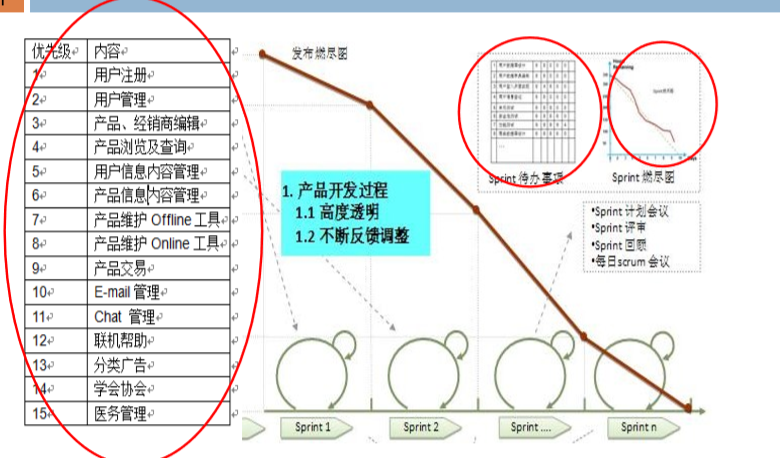 优先级 内容
1 用户注册
2 用户管理
3 产品、经销商编辑
4 产品浏览及查询
5 用户信息内容管理
6 产品信息内容管理
7 产品维护 Offline 工具
8 产品维护 Online 工具
9 产品交易
10 E-mail 管理
11 Chat 管理
12 联机帮助
13 分类广告
14 学会协会
15 医务管理
发布燃尽图
1. 产品开发过程
1.1 高度透明
1.2 不断反馈调整
Sprint 待办事项
Sprint 燃尽图
•Sprint 计划会议
•Sprint 评审
•Sprint 回顾
•每日scrum 会议
Sprint 1
Sprint 2
Sprint ....
Sprint n